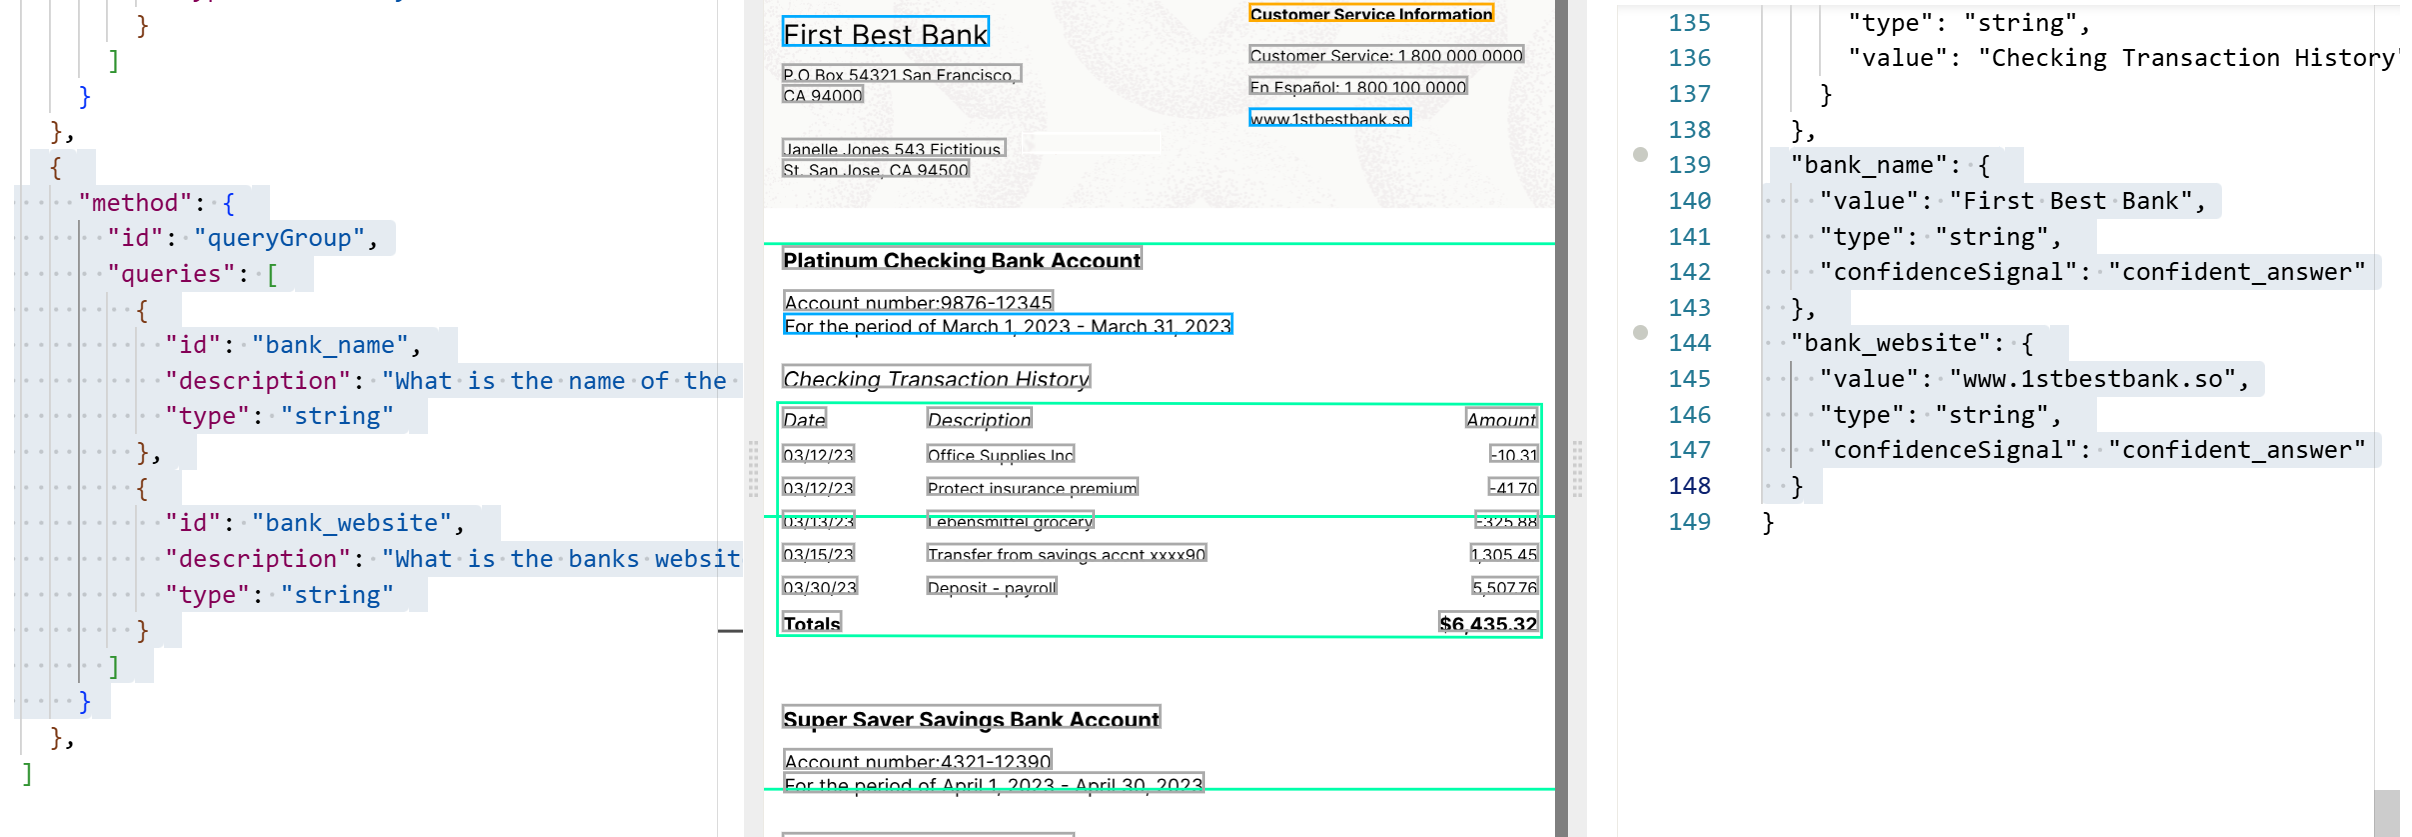 }
]
}
},
{
"method": {
"id": "queryGroup",
"queries": [
{
"id": "bank_name",
"description": "What is the name of the
"type": "string"
},
{
"id": "bank_website",
"description": "What is the banks websit
"type": "string"
}
]
}
},
]
First Best Bank
P.O Box 54321 San Francisco,
CA 94000
Janelle Jones 543 Fictitious
St. San Jose, CA 94500
Customer Service Information
Customer Service: 1 800 000 0000
En Español: 1 800 100 0000
www.1stbestbank.so
Platinum Checking Bank Account
Account number:9876-12345
For the period of March 1, 2023 - March 31, 2023
Checking Transaction History
Date Description Amount
03/12/23 Office Supplies Inc -10.31
03/12/23 Protect insurance premium -41.70
03/13/23 Lebensmittel grocery -325.88
03/15/23 Transfer from savings accnt xxxx90 1,305.45
03/30/23 Deposit - payroll 5,507.76
Totals $6,435.32
Super Saver Savings Bank Account
Account number:4321-12390
For the period of April 1, 2023 - April 30, 2023
135 "type": "string",
136 "value": "Checking Transaction History"
137 }
138 },
139 "bank_name": {
140 "value": "First Best Bank",
141 "type": "string",
142 "confidenceSignal": "confident_answer"
143 },
144 "bank_website": {
145 "value": "www.1stbestbank.so",
146 "type": "string",
147 "confidenceSignal": "confident_answer"
148 }
149 }